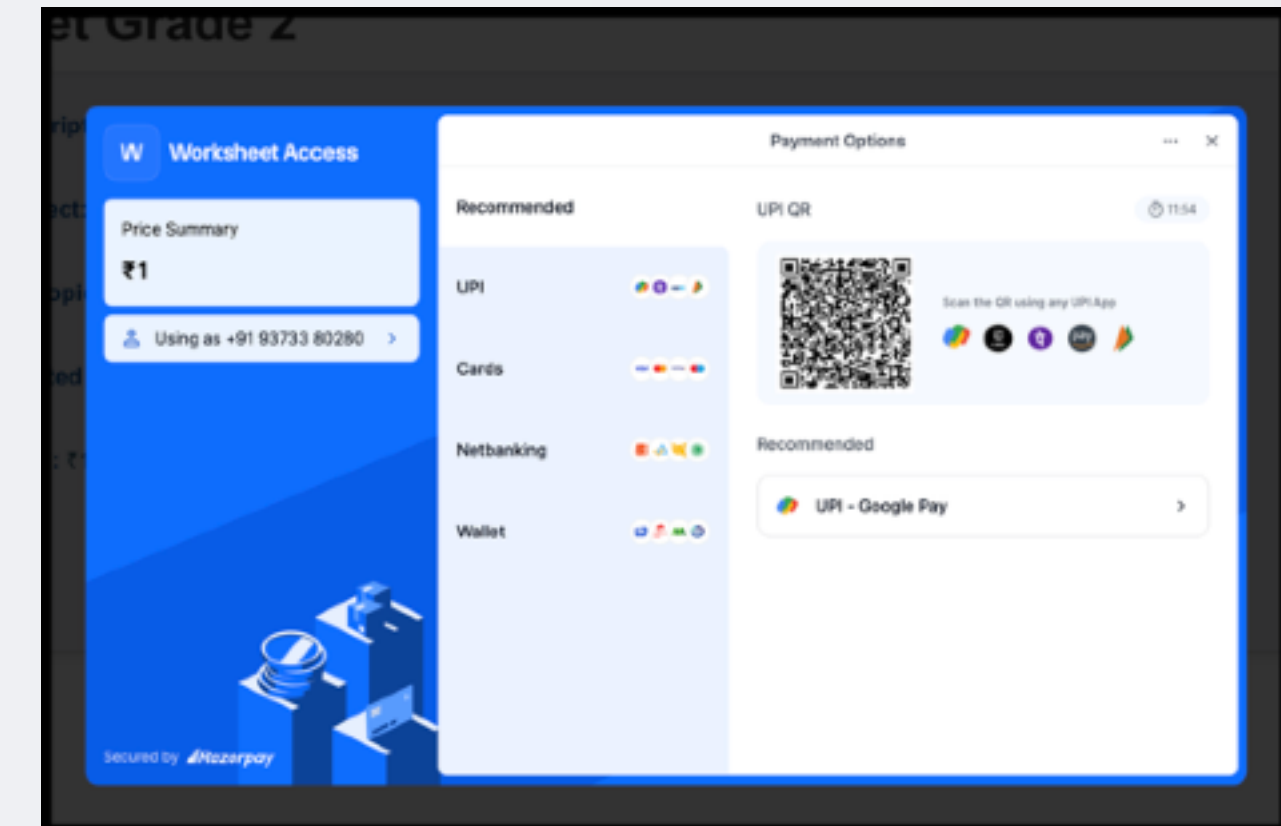 et Grade 2
W Worksheet Access
Price Summary
₹1
Using as +91 93733 80280
Secured by Razorpay
Payment Options
Recommended
UPI
Cards
Netbanking
Wallet
UPI QR
11:54
Scan the QR using any UPI App
Recommended
UPI - Google Pay